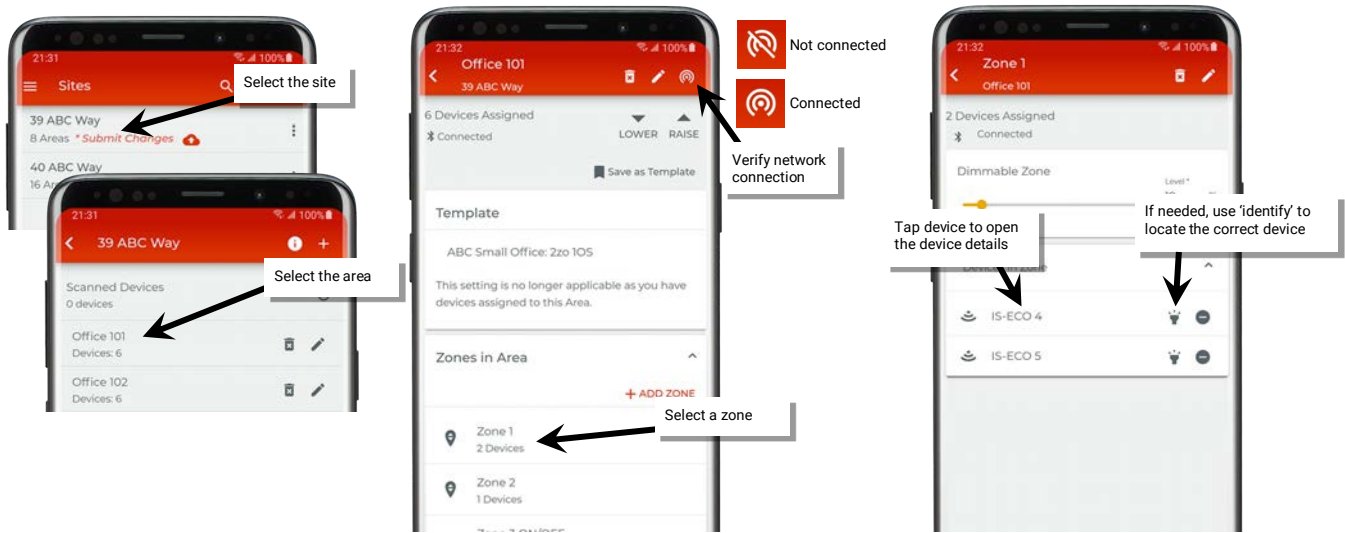 21:31
100%
Sites
Select the site
39 ABC Way
8 Areas * Submit Changes
40 ABC Way
21:31
100%
39 ABC Way
Select the area
Scanned Devices
0 devices
Office 101
Devices: 6
Office 102
Devices: 6
21:32
100%
Office 101
39 ABC Way
Not connected
Connected
Verify network
connection
6 Devices Assigned
Connected
LOWER RAISE
Save as Template
Template
ABC Small Office: 2zo 1OS
This setting is no longer applicable as you have
devices assigned to this Area.
Zones in Area
+ ADD ZONE
Select a zone
Zone 1
2 Devices
Zone 2
1 Devices
Zone 3 ON/OFF
21:32
100%
Zone 1
Office 101
2 Devices Assigned
Connected
Dimmable Zone
Level *
Tap device to open
the device details
If needed, use ‘identify’ to
locate the correct device
IS-ECO 4
IS-ECO 5